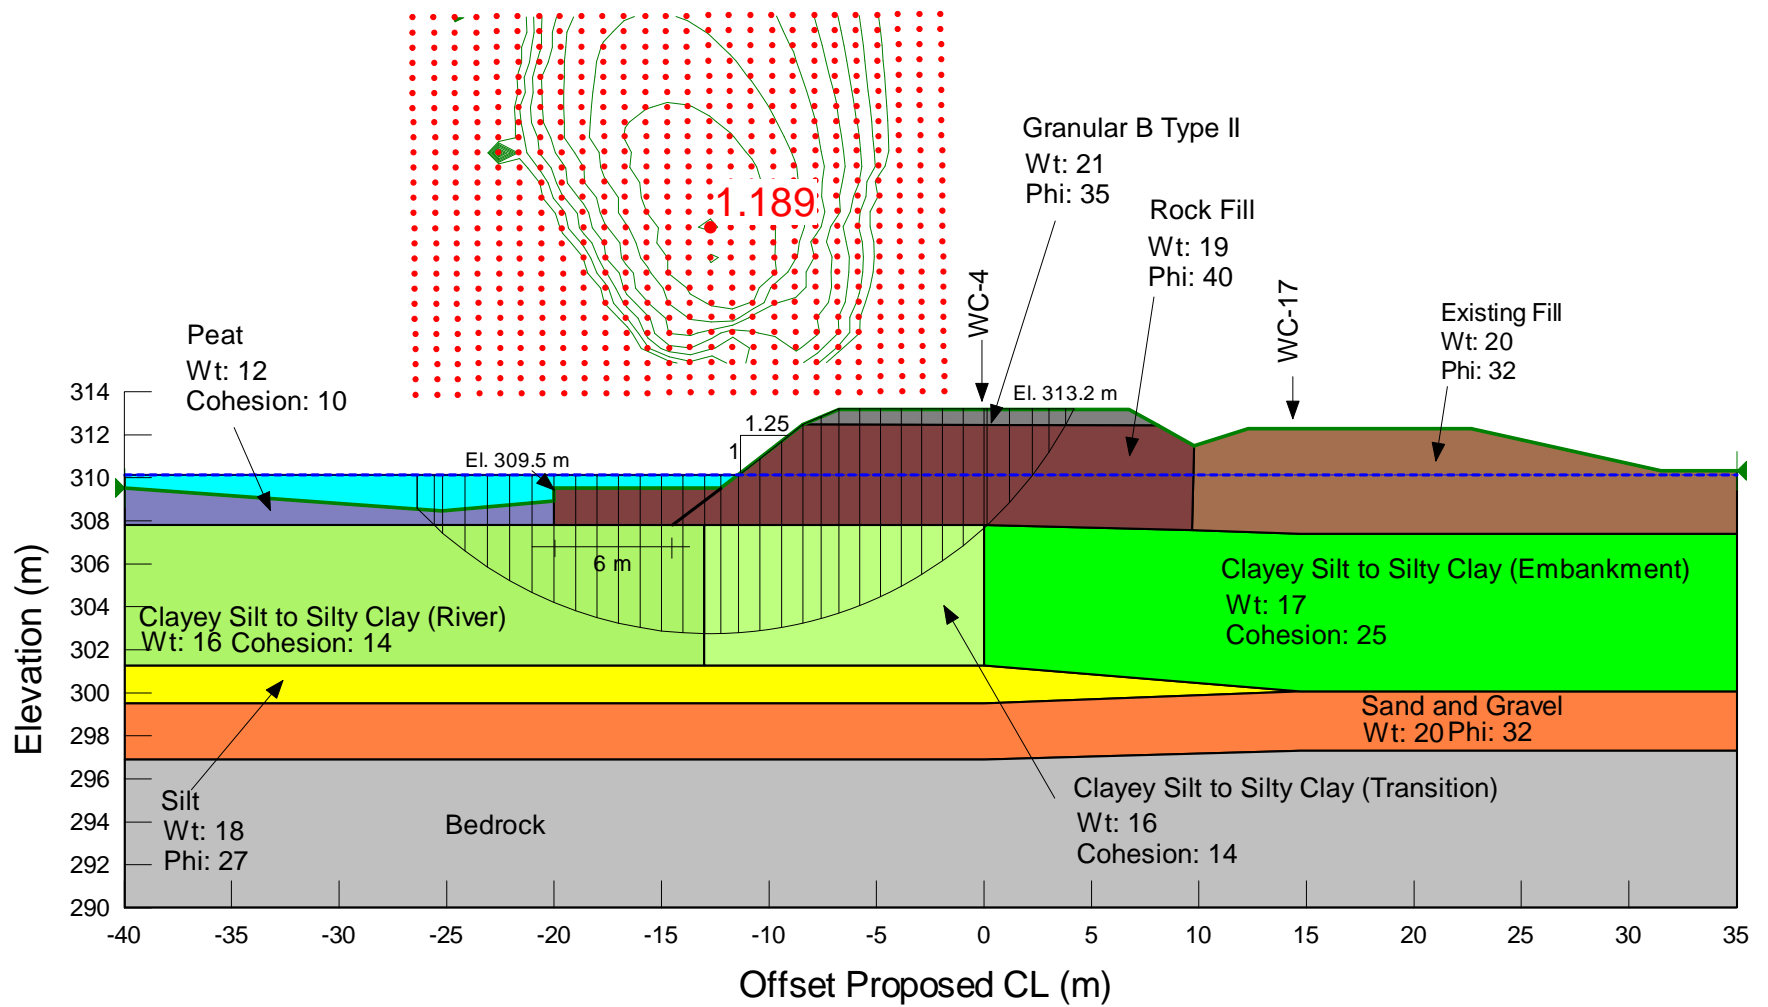 1.189
Granular B Type II
Wt: 21
Phi: 35
Rock Fill
Wt: 19
Phi: 40
WC-4
WC-17
Existing Fill
Wt: 20
Phi: 32
Peat
Wt: 12
Cohesion: 10
El. 313.2 m
1.25
1
El. 309.5 m
6 m
Clayey Silt to Silty Clay (Embankment)
Wt: 17
Cohesion: 25
Clayey Silt to Silty Clay (River)
Wt: 16 Cohesion: 14
Sand and Gravel
Wt: 20 Phi: 32
Clayey Silt to Silty Clay (Transition)
Wt: 16
Cohesion: 14
Silt
Wt: 18
Phi: 27
Bedrock
Elevation (m)
314
312
310
308
306
304
302
300
298
296
294
292
290
-40 -35 -30 -25 -20 -15 -10 -5 0 5 10 15 20 25 30 35
Offset Proposed CL (m)